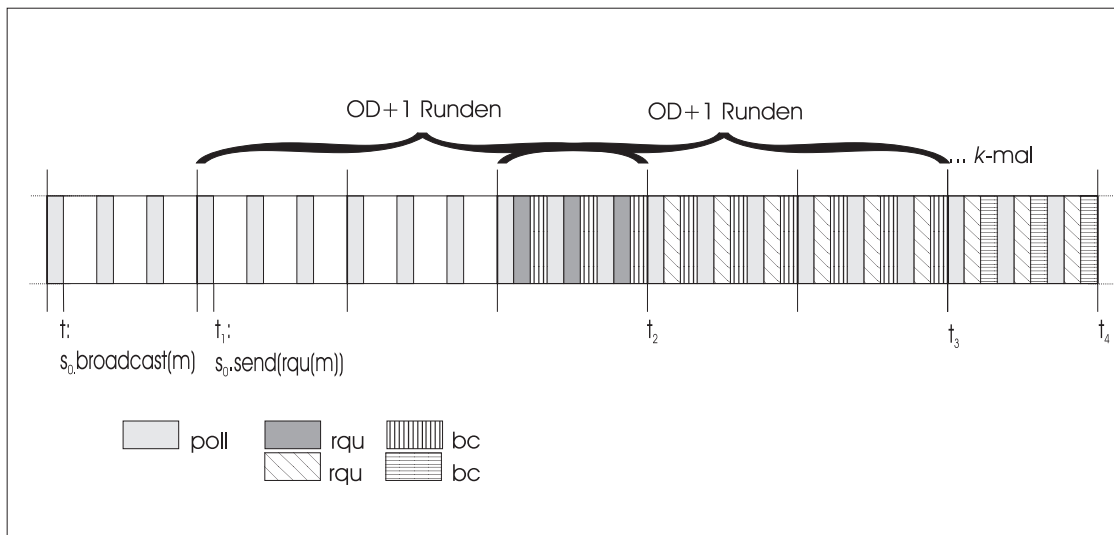 OD+1 Runden
OD+1 Runden
... k-mal
t:
s0.broadcast(m)
t1:
s0.send(rqu(m))
t2
t3
t4
poll
rqu
bc
rqu
bc